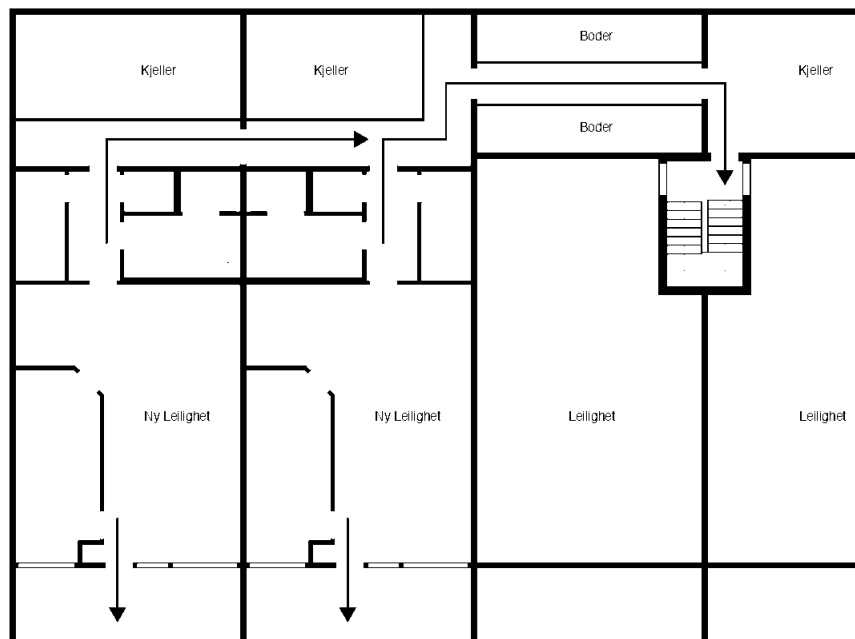 Boder
Kjeller
Kjeller
Kjeller
Boder
Ny Leilighet
Ny Leilighet
Leilighet
Leilighet